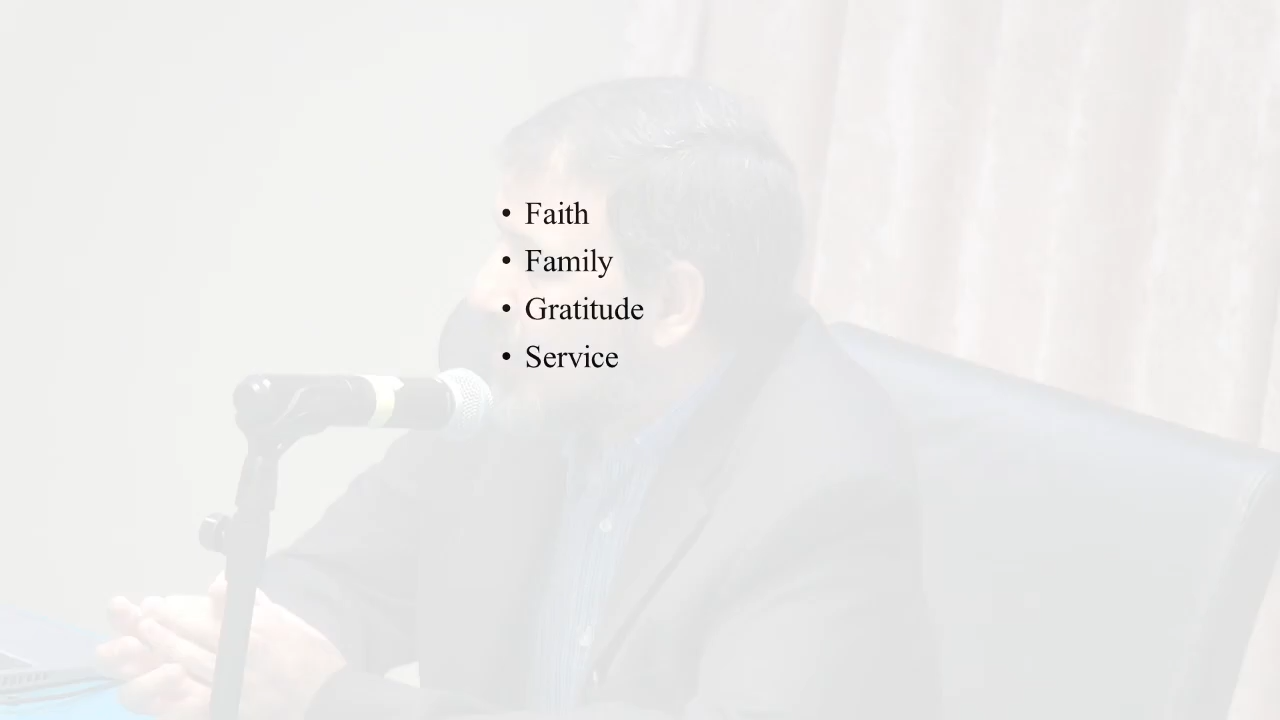 • Faith
• Family
• Gratitude
• Service